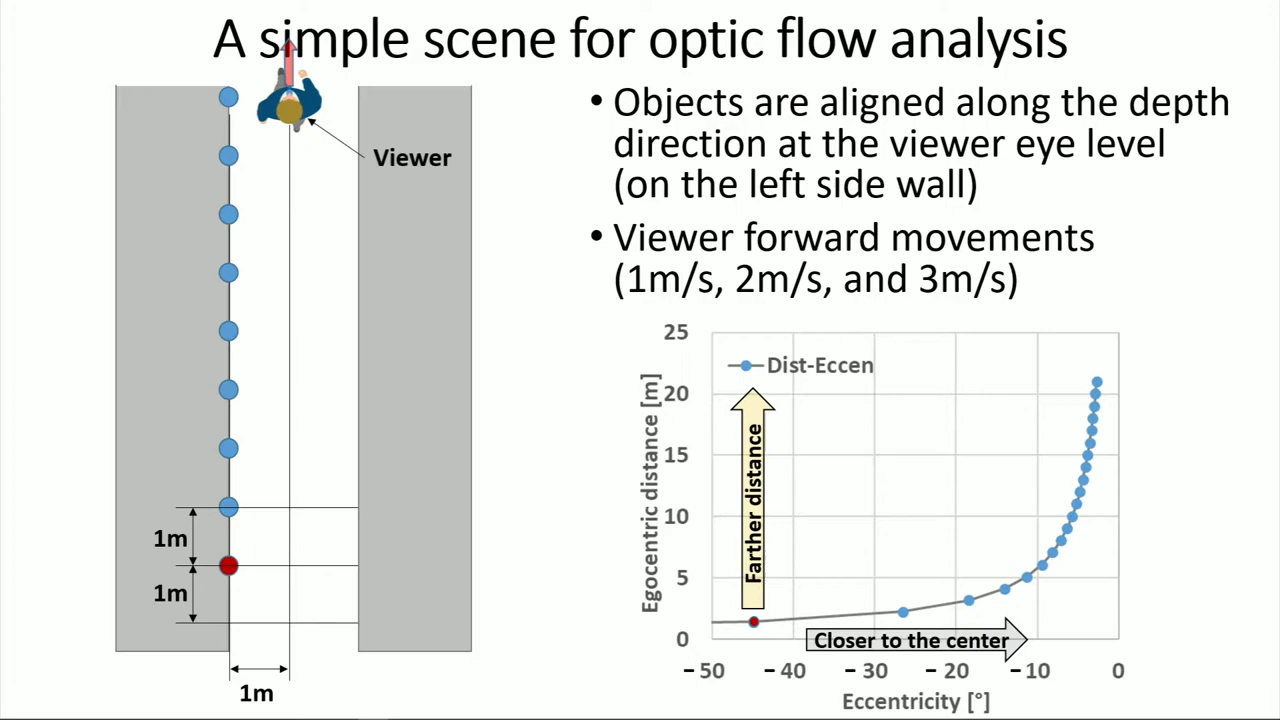 A simple scene for optic flow analysis
Viewer
1m
1m
1m
• Objects are aligned along the depth
direction at the viewer eye level
(on the left side wall)
• Viewer forward movements
(1m/s, 2m/s, and 3m/s)
Egocentric distance [m]
25
20
15
10
5
0
Dist-Eccen
Farther distance
Closer to the center
−50 −40 −30 −20 −10 0
Eccentricity [°]